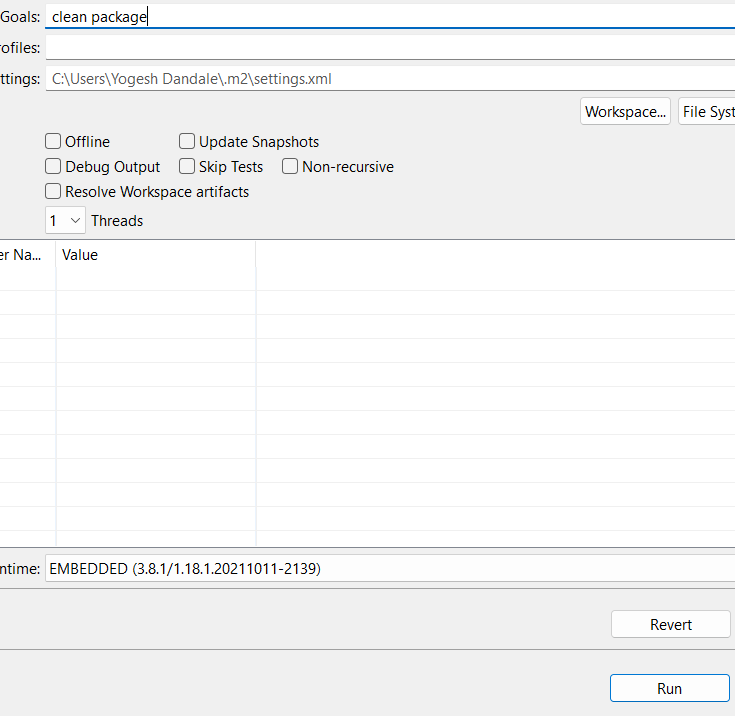 Goals: clean package
ofiles:
ttings: C:\Users\Yogesh Dandale\.m2\settings.xml
Workspace... File Syst
Offline Update Snapshots
Debug Output Skip Tests Non-recursive
Resolve Workspace artifacts
1 Threads
er Na... Value
ntime: EMBEDDED (3.8.1/1.18.1.20211011-2139)
Revert
Run